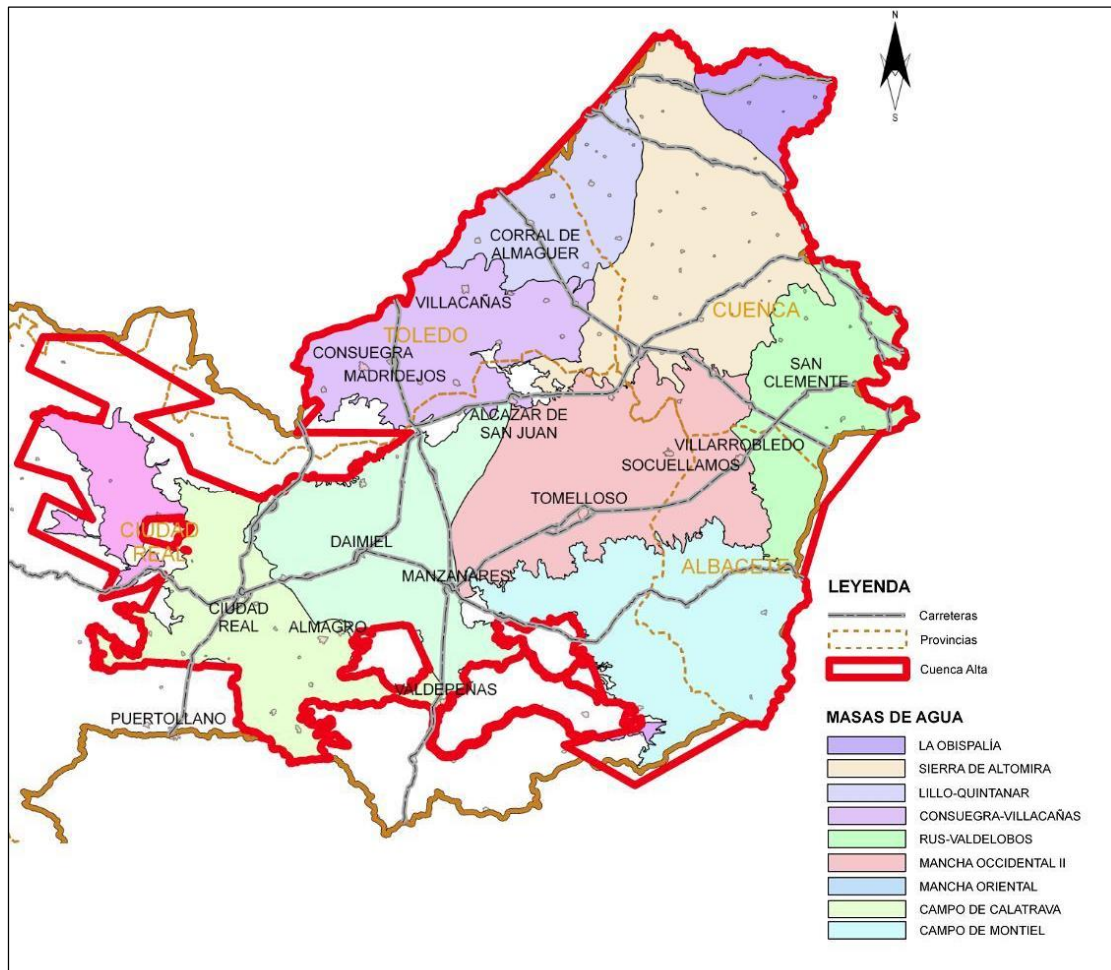 N
S
CORRAL DE
ALMAGUER
VILLACAÑAS
CUENCA
TOLEDO
CONSUEGRA
MADRIDEJOS
SAN
CLEMENTE
ALCAZAR DE
SAN JUAN
VILLARROBLEDO
SOCUELLAMOS
TOMELLOSO
CIUDAD
REAL
DAIMIEL
ALBACETE
MANZANARES
CIUDAD
REAL
ALMAGRO
VALDEPEÑAS
PUERTOLLANO
LEYENDA
Carreteras
Provincias
Cuenca Alta
MASAS DE AGUA
LA OBISPALÍA
SIERRA DE ALTOMIRA
LILLO-QUINTANAR
CONSUEGRA-VILLACAÑAS
RUS-VALDELOBOS
MANCHA OCCIDENTAL II
MANCHA ORIENTAL
CAMPO DE CALATRAVA
CAMPO DE MONTIEL